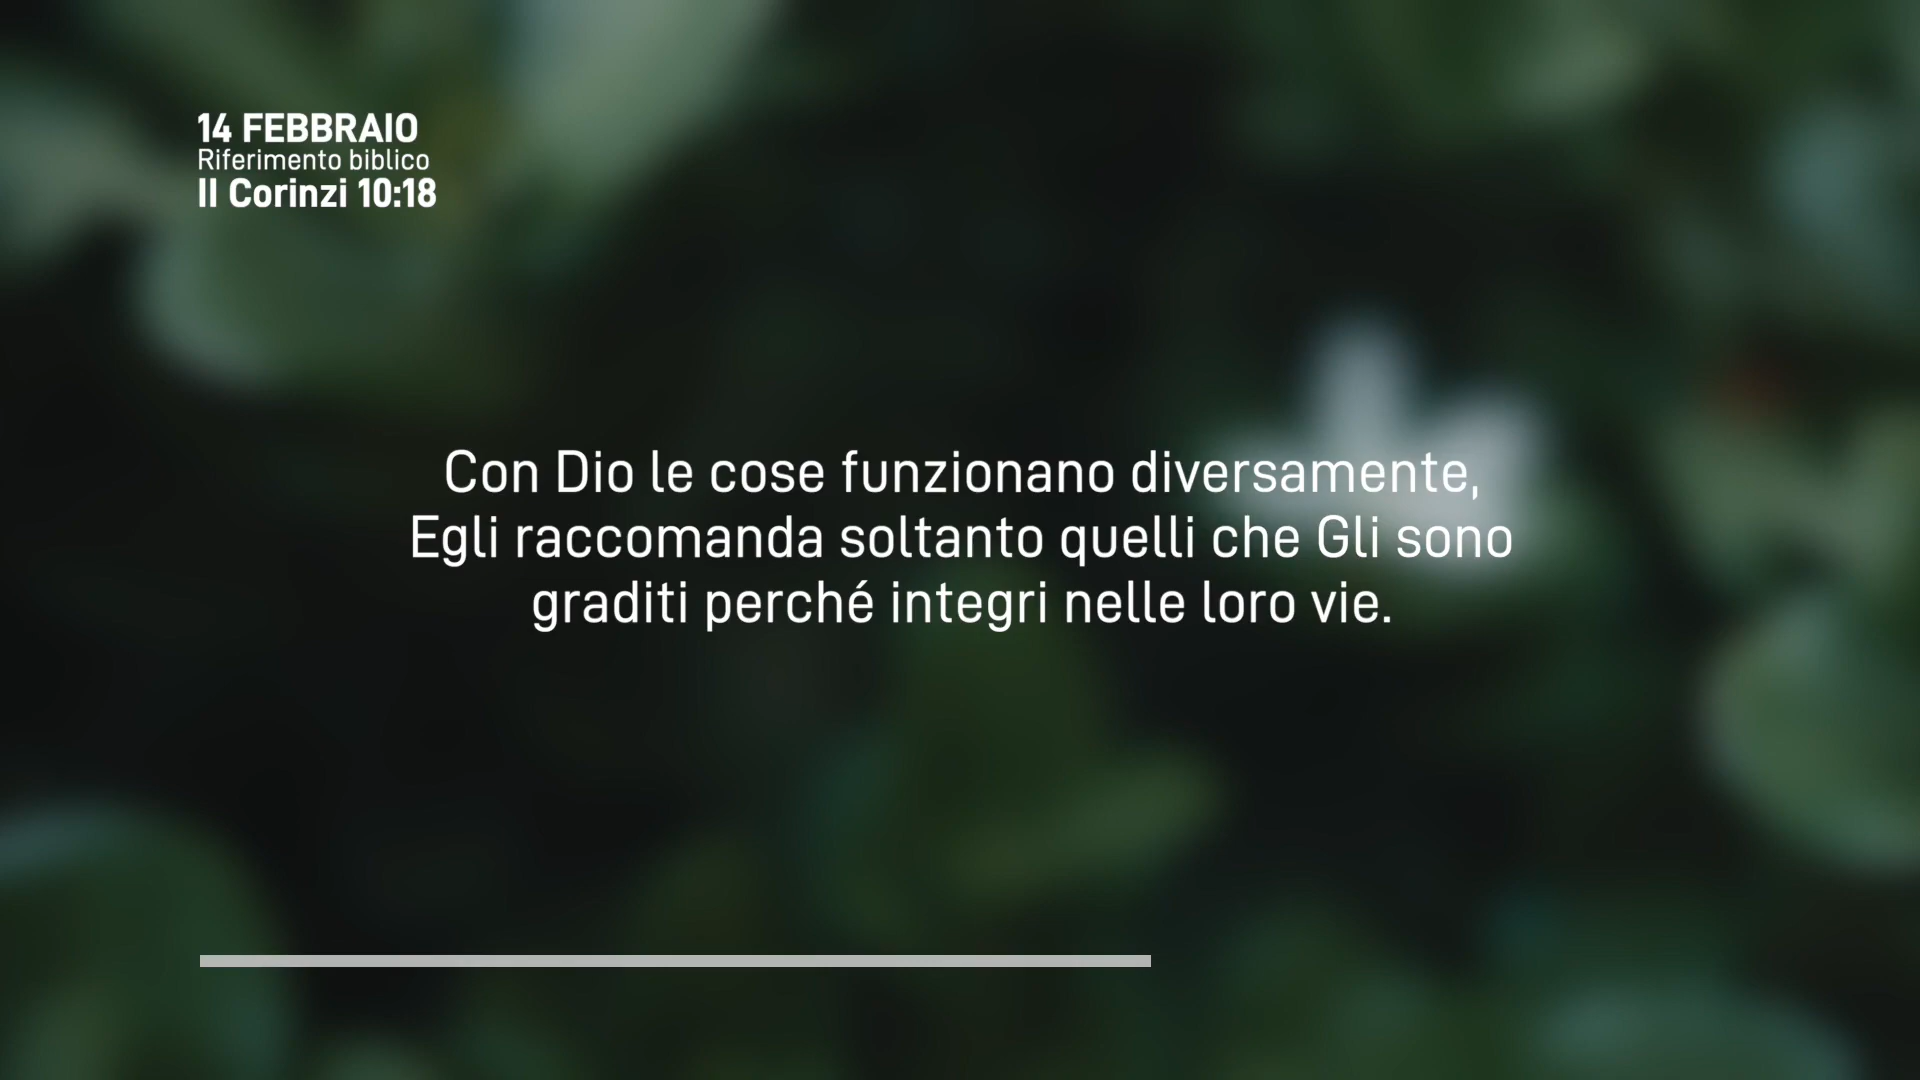 14 FEBBRAIO
Riferimento biblico
II Corinzi 10:18
Con Dio le cose funzionano diversamente,
Egli raccomanda soltanto quelli che Gli sono
graditi perché integri nelle loro vie.